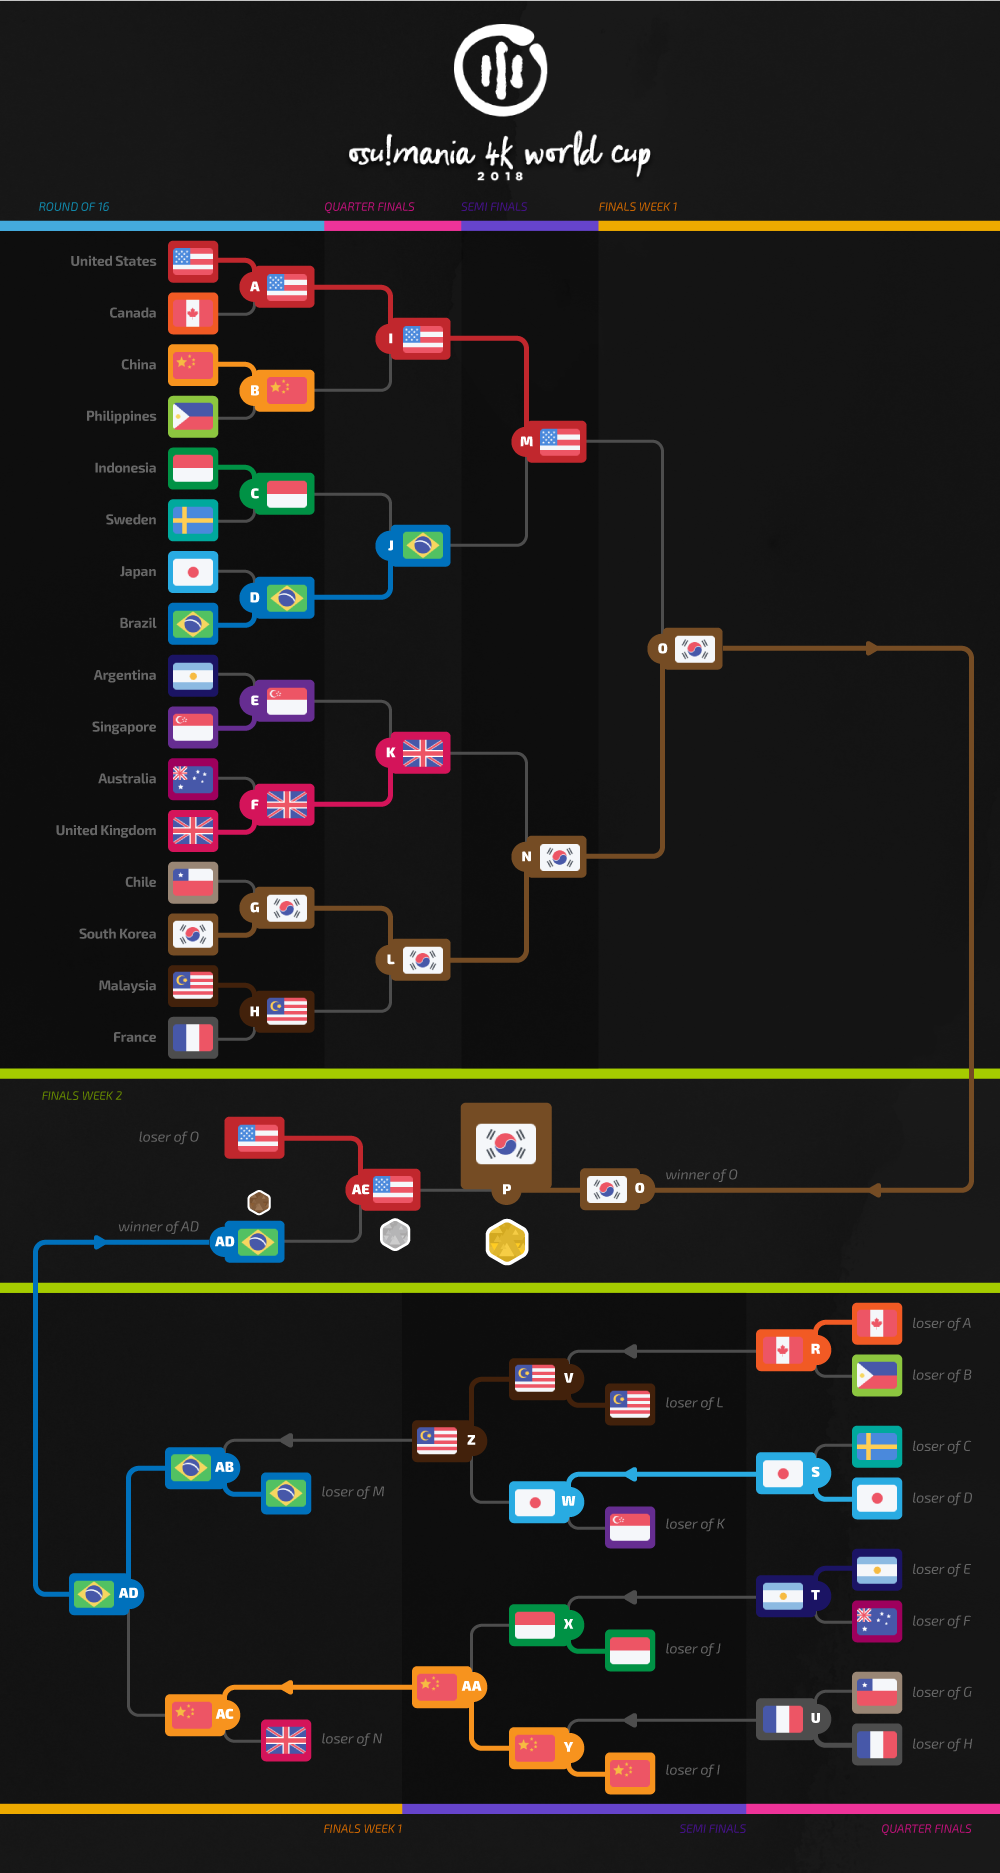 osu!mania 4k world cup
2018
ROUND OF 16
QUARTER FINALS
SEMI FINALS
FINALS WEEK 1
United States
A
Canada
I
China
B
Philippines
M
Indonesia
C
Sweden
J
Japan
D
Brazil
O
Argentina
E
Singapore
K
Australia
F
United Kingdom
N
Chile
G
South Korea
L
Malaysia
H
France
FINALS WEEK 2
loser of O
winner of O
AE
P
O
winner of AD
AD
loser of A
R
V
loser of B
loser of L
Z
loser of C
AB
S
loser of M
W
loser of D
loser of K
loser of E
AD
T
X
loser of F
loser of J
AA
loser of G
AC
U
loser of N
Y
loser of H
loser of I
FINALS WEEK 1
SEMI FINALS
QUARTER FINALS